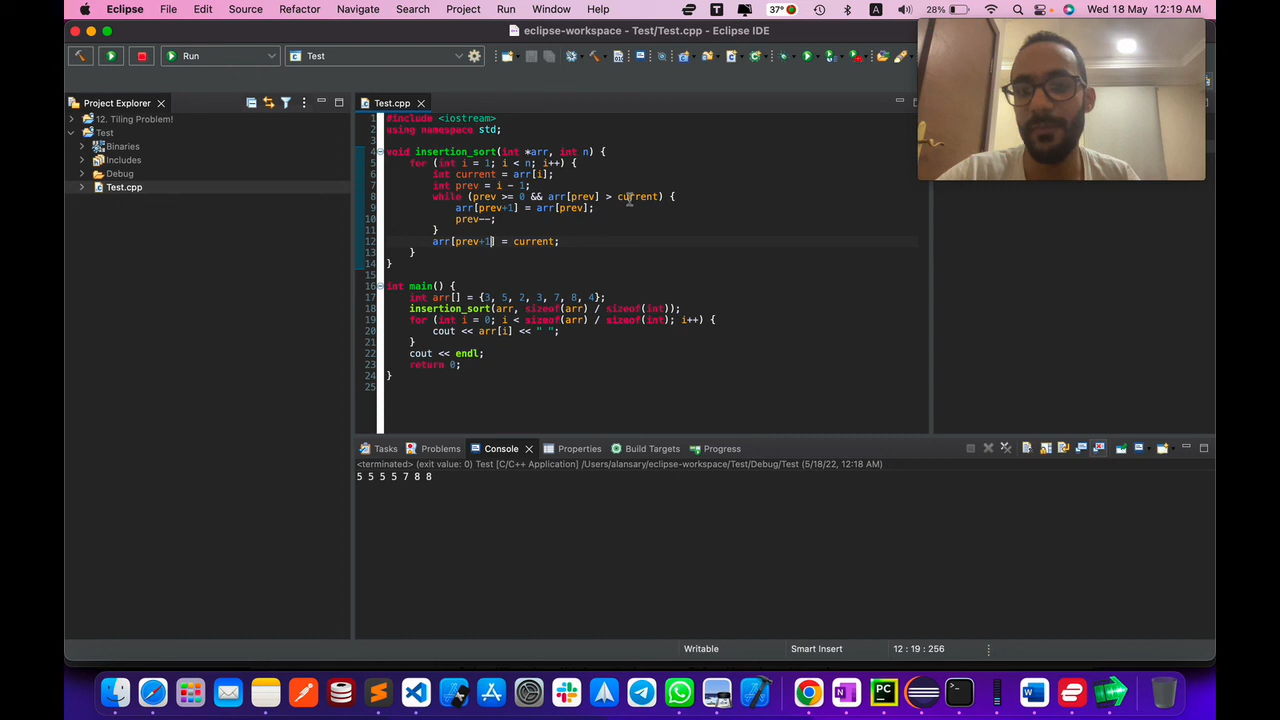 Eclipse File Edit Source Refactor Navigate Search Project Run Window Help 37° A 28% Wed 18 May 12:19 AM
eclipse-workspace - Test/Test.cpp - Eclipse IDE
Run Test
Project Explorer
12. Tiling Problem!
Test
Binaries
Includes
Debug
Test.cpp
Test.cpp
1 #include <iostream>
2 using namespace std;
3
4 void insertion_sort(int *arr, int n) {
5 for (int i = 1; i < n; i++) {
6 int current = arr[i];
7 int prev = i - 1;
8 while (prev >= 0 && arr[prev] > current) {
9 arr[prev+1] = arr[prev];
10 prev--;
11 }
12 arr[prev+1] = current;
13 }
14 }
15
16 int main() {
17 int arr[] = {3, 5, 2, 3, 7, 8, 4};
18 insertion_sort(arr, sizeof(arr) / sizeof(int));
19 for (int i = 0; i < sizeof(arr) / sizeof(int); i++) {
20 cout << arr[i] << " ";
21 }
22 cout << endl;
23 return 0;
24 }
25
Tasks Problems Console Properties Build Targets Progress
<terminated> (exit value: 0) Test [C/C++ Application] /Users/alansary/eclipse-workspace/Test/Debug/Test (5/18/22, 12:18 AM)
5 5 5 5 7 8 8
Writable Smart Insert 12 : 19 : 256